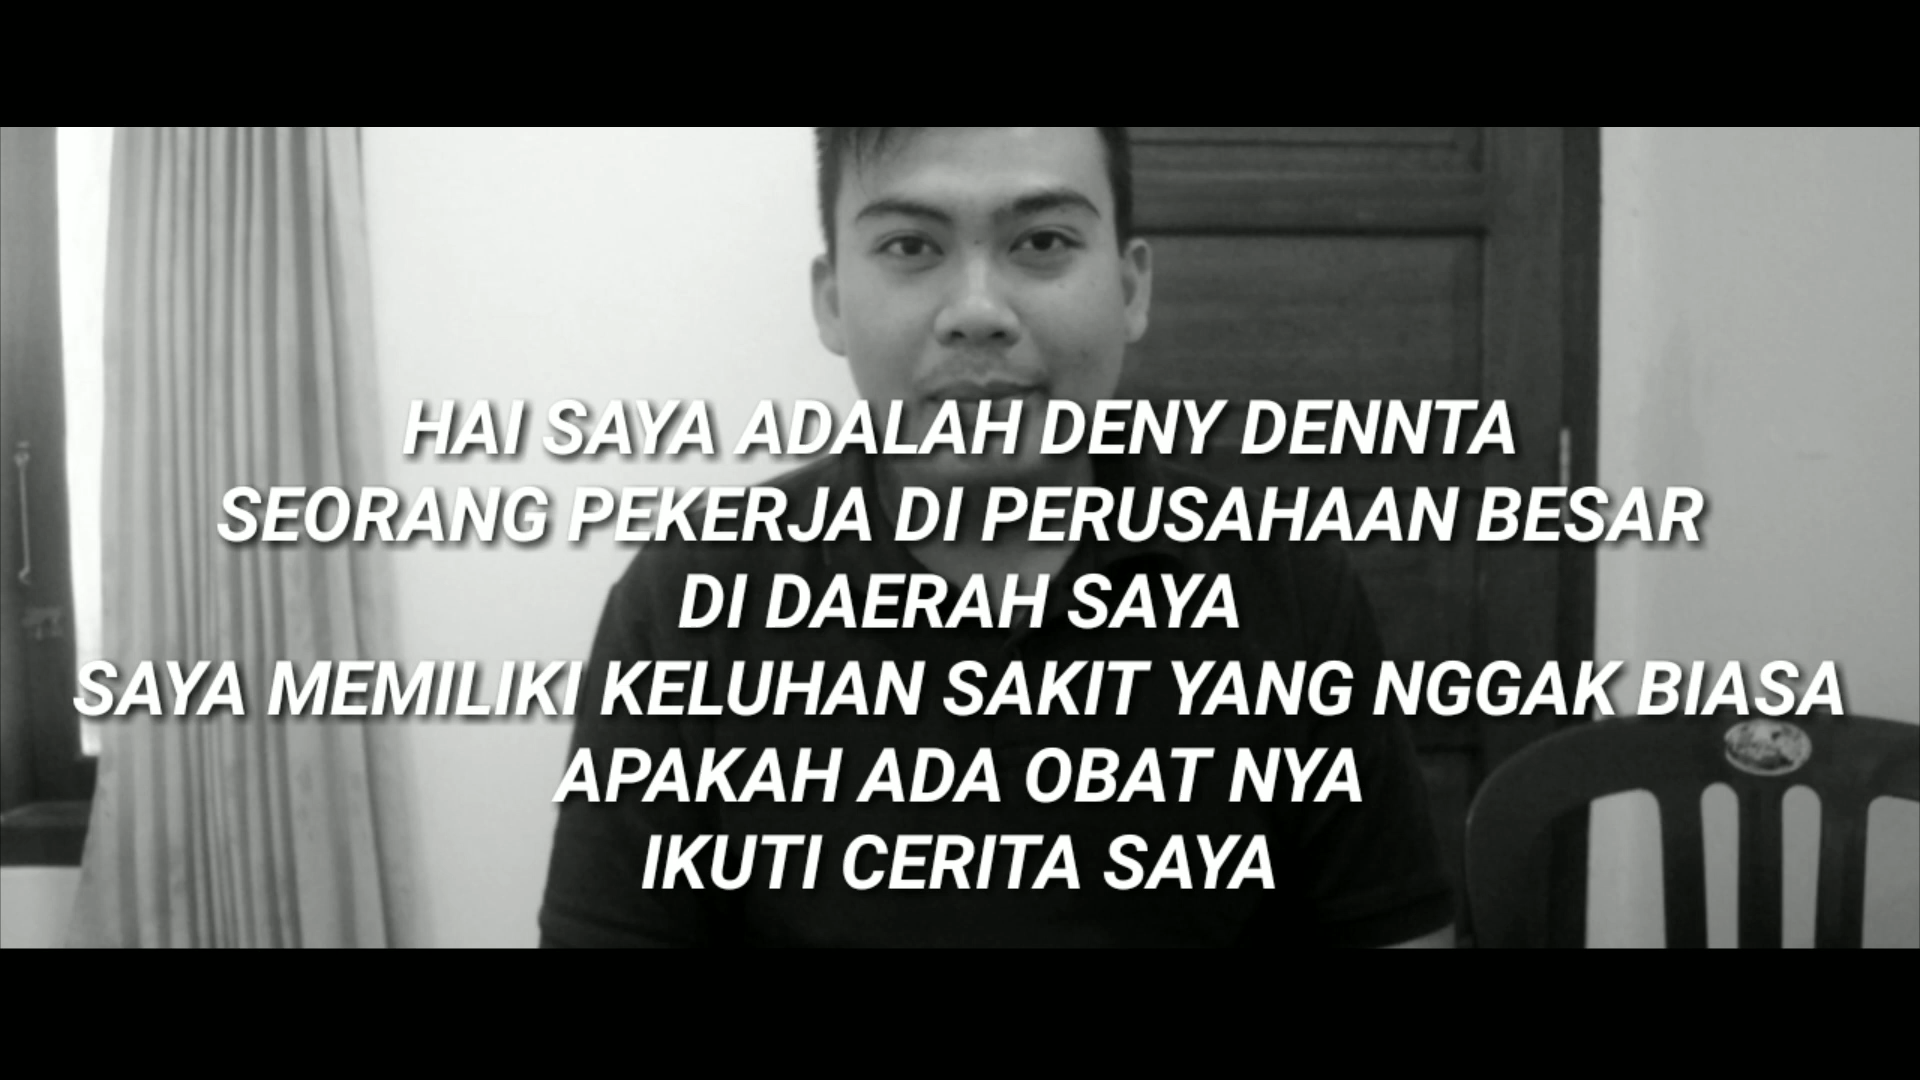 HAI SAYA ADALAH DENY DENNTA
SEORANG PEKERJA DI PERUSAHAAN BESAR
DI DAERAH SAYA
SAYA MEMILIKI KELUHAN SAKIT YANG NGGAK BIASA
APAKAH ADA OBAT NYA
IKUTI CERITA SAYA